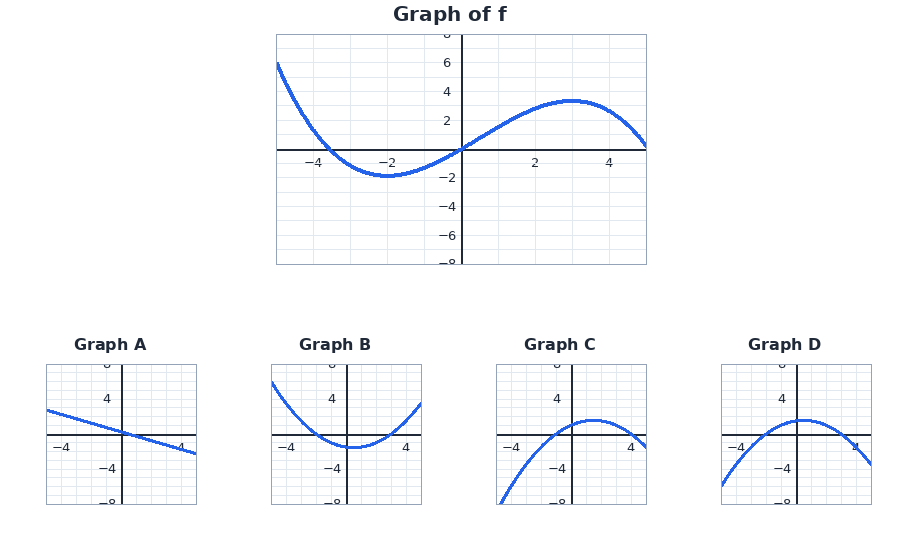 Graph of f
8
6
4
2
−4 −2 2 4
−2
−4
−6
−8
Graph A Graph B Graph C Graph D
8 8 8 8
4 4 4 4
−4 4 −4 4 −4 4 −4 4
−4 −4 −4 −4
−8 −8 −8 −8